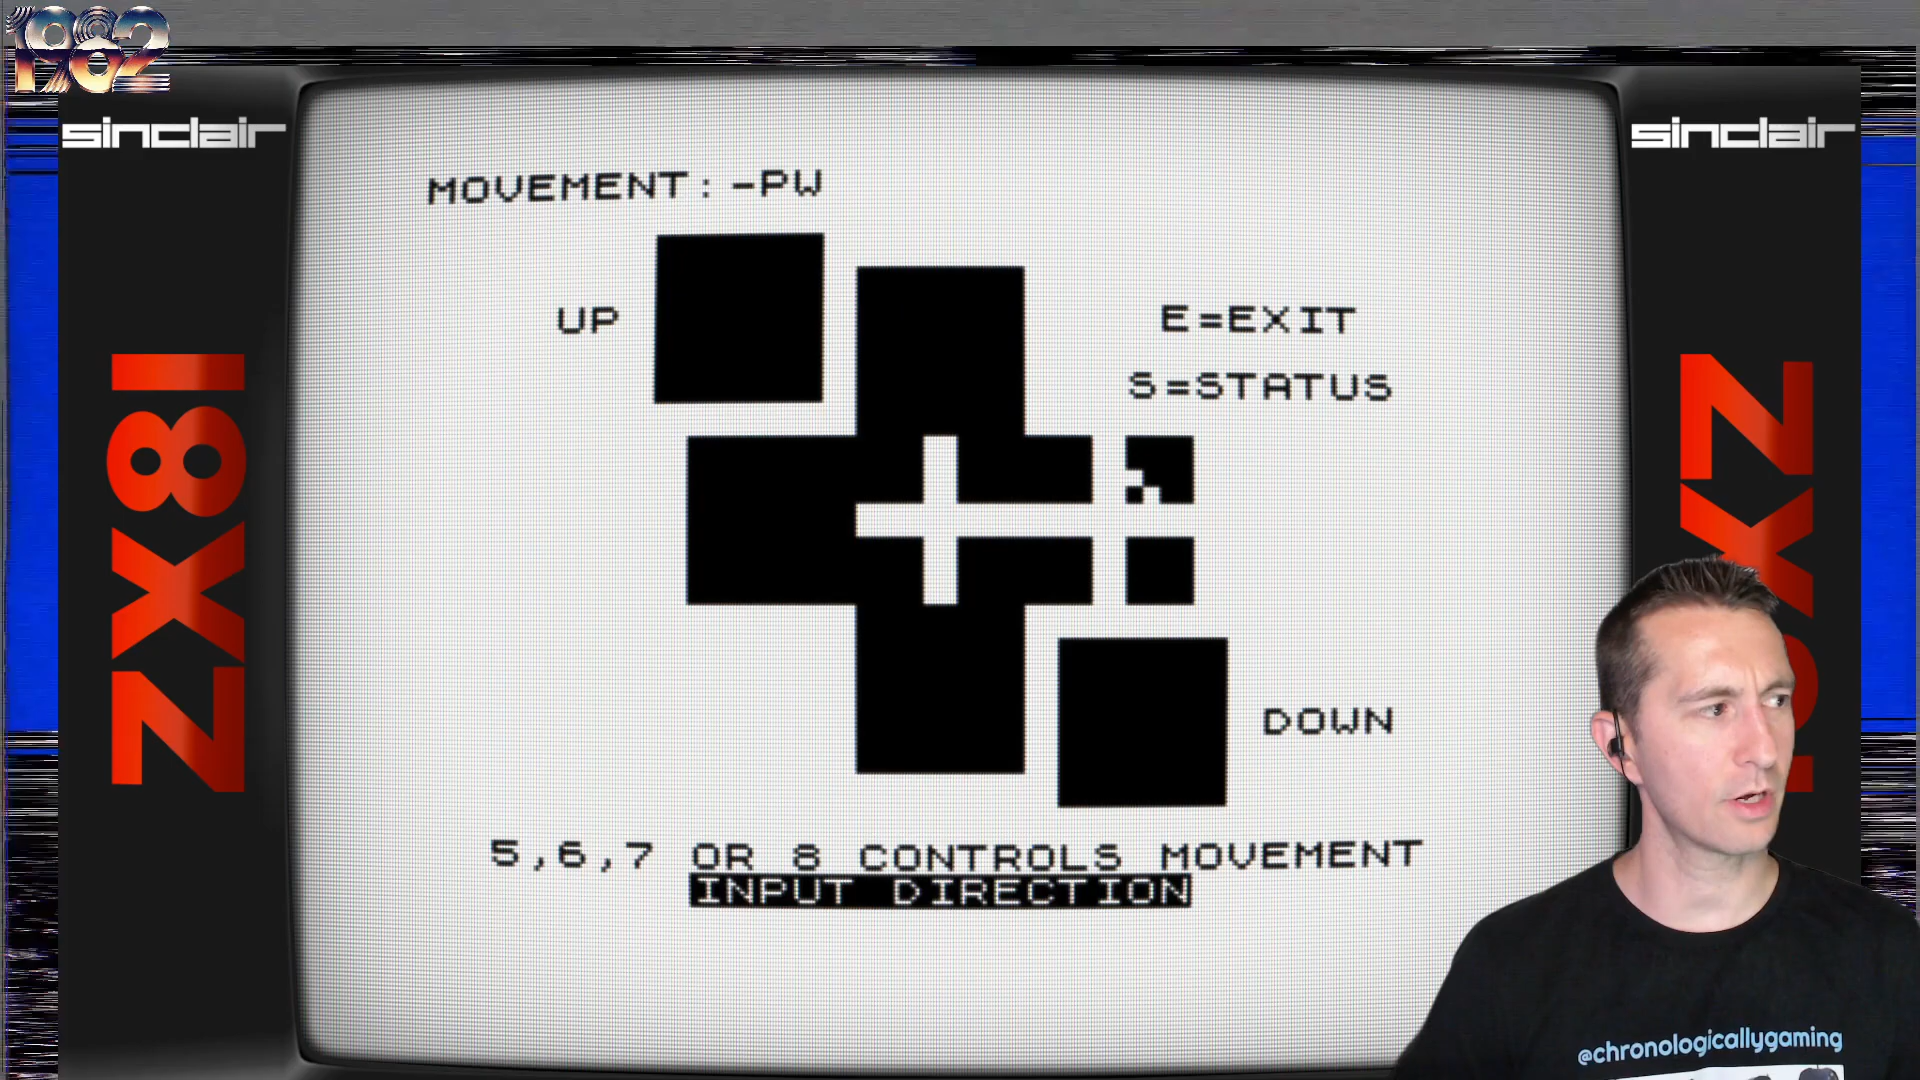 1982
sinclair
sinclair
MOVEMENT: -PW
UP
E=EXIT
S=STATUS
ZX81
DOWN
5,6,7 OR 8 CONTROLS MOVEMENT
INPUT DIRECTION
@chronologicallygaming